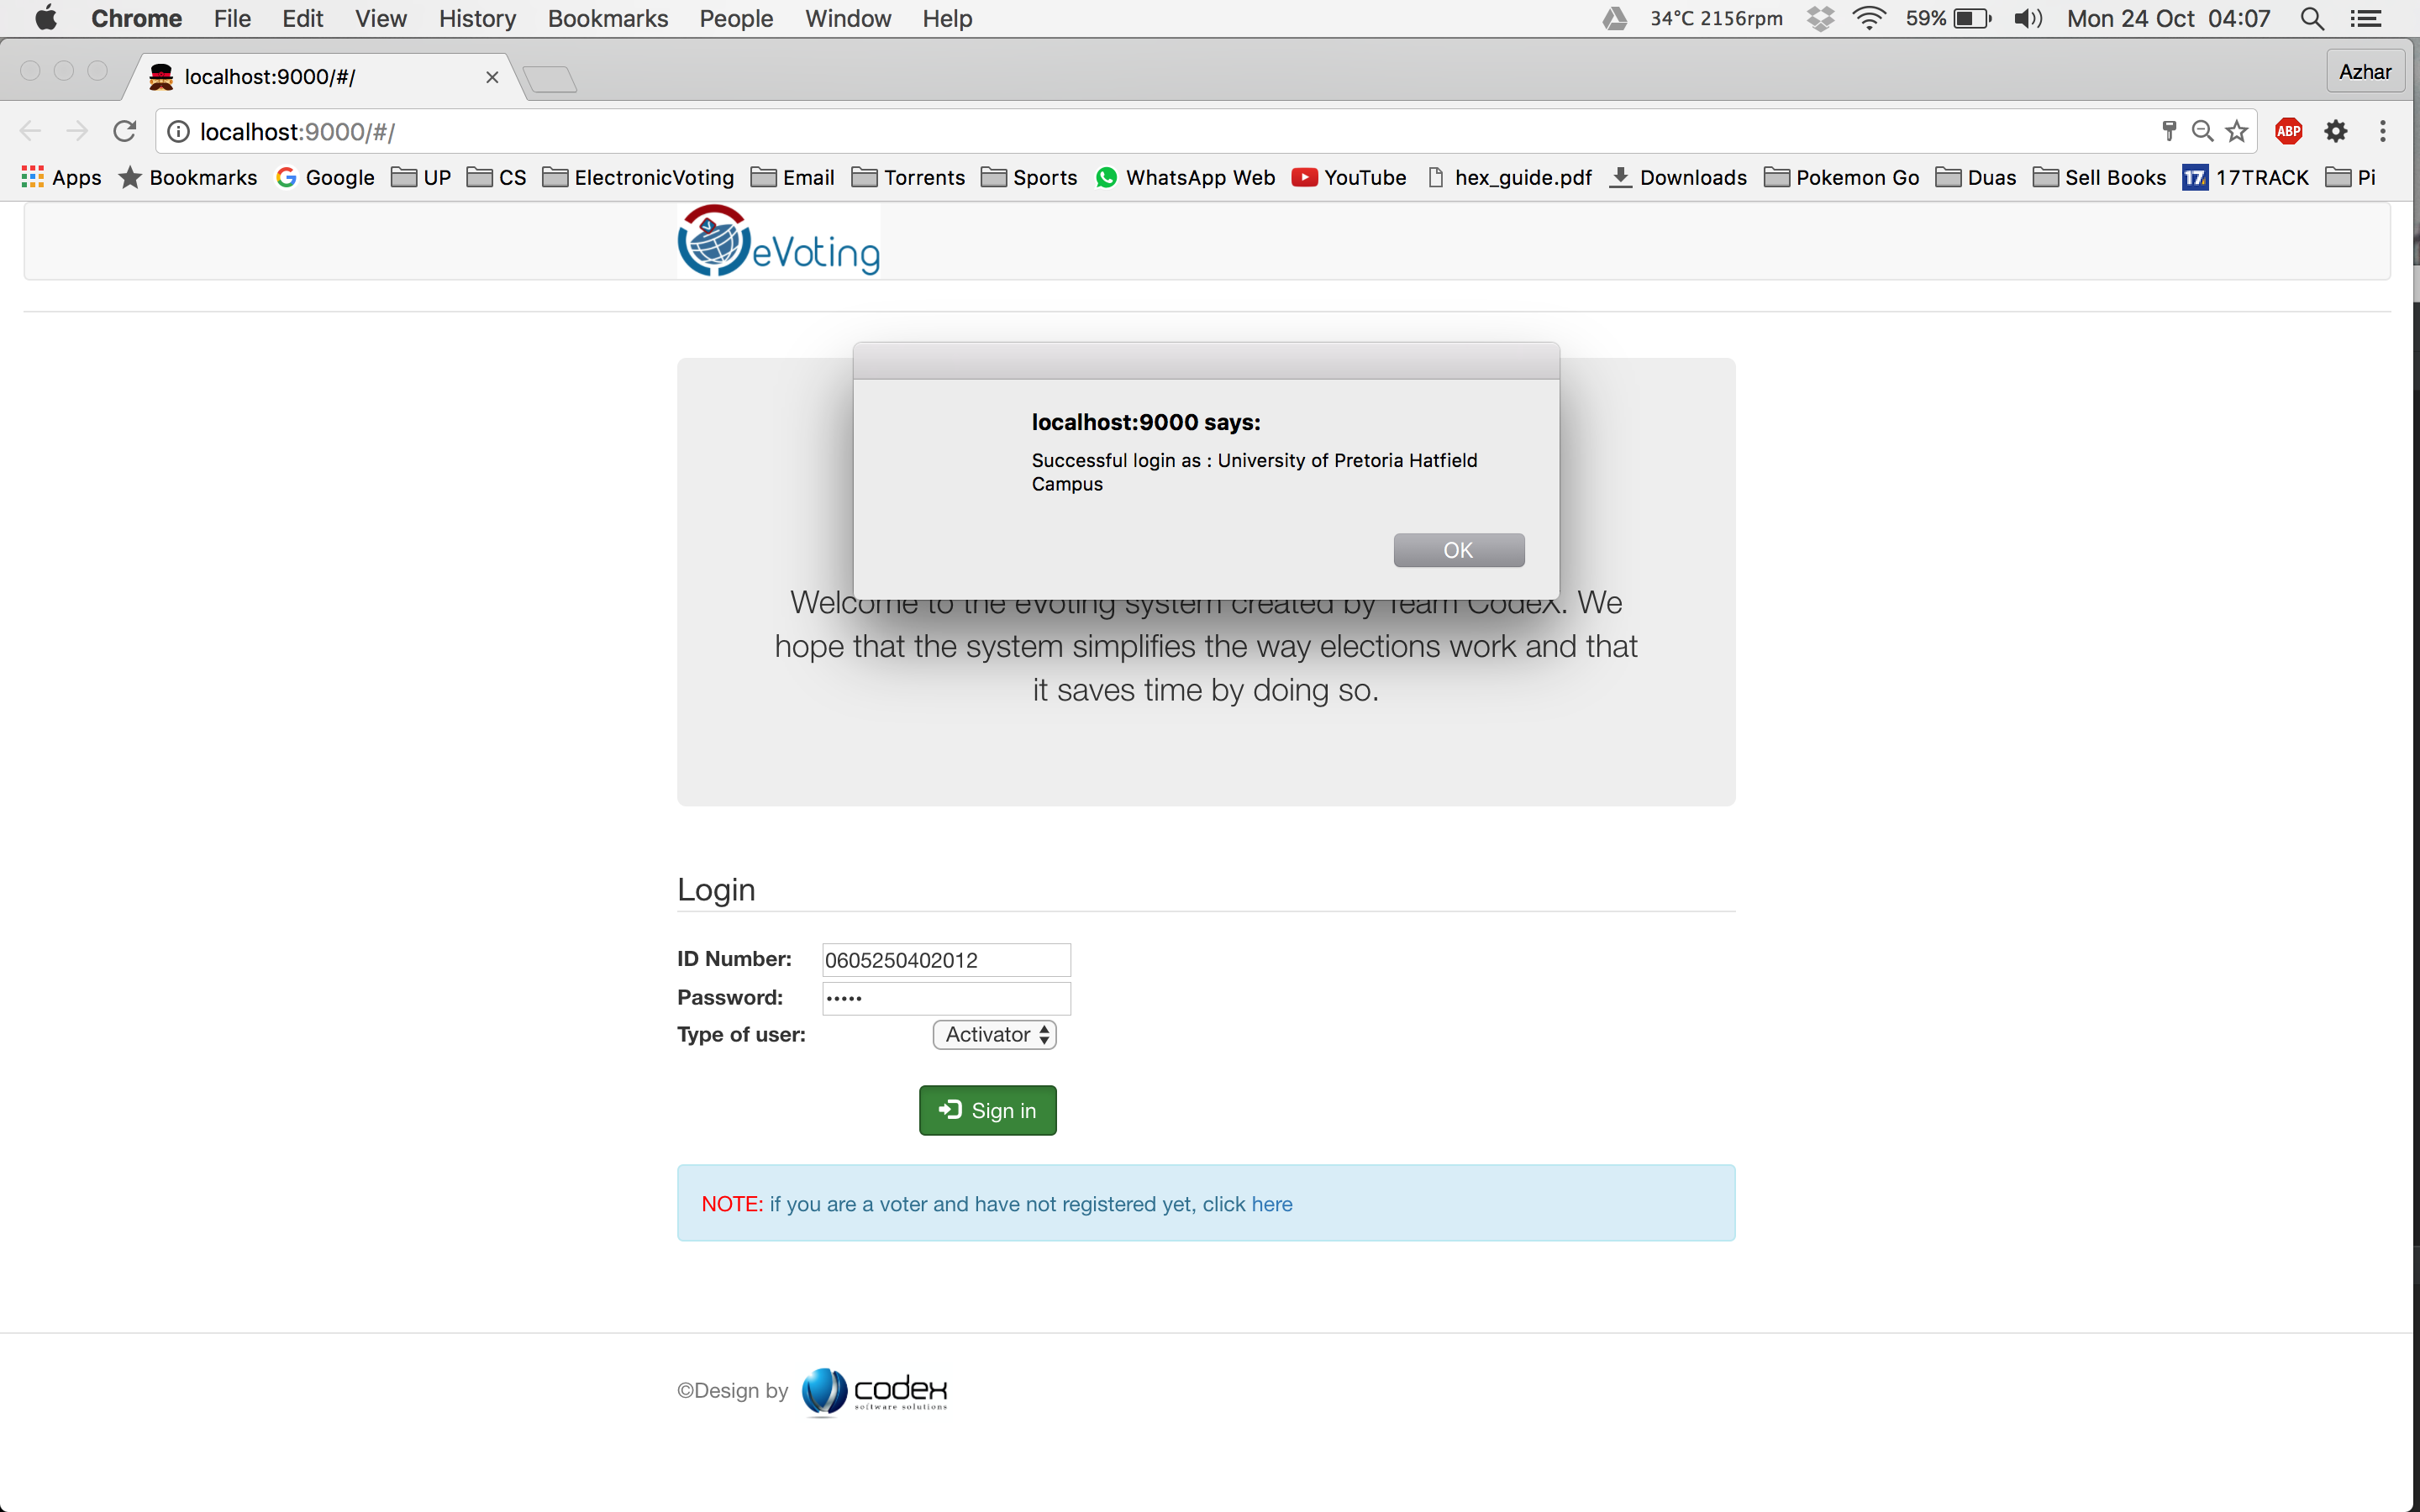 Chrome File Edit View History Bookmarks People Window Help 34°C 2156rpm 59% Mon 24 Oct 04:07
localhost:9000/#/ Azhar
localhost:9000/#/ ABP
Apps Bookmarks Google UP CS ElectronicVoting Email Torrents Sports WhatsApp Web YouTube hex_guide.pdf Downloads Pokemon Go Duas Sell Books 17 17TRACK Pi
eVoting
localhost:9000 says:
Successful login as : University of Pretoria Hatfield
Campus
OK
Welcome to the eVoting system created by Team CodeX. We
hope that the system simplifies the way elections work and that
it saves time by doing so.
Login
ID Number: 0605250402012
Password: •••••
Type of user: Activator
Sign in
NOTE: if you are a voter and have not registered yet, click here
©Design by codex
software solutions